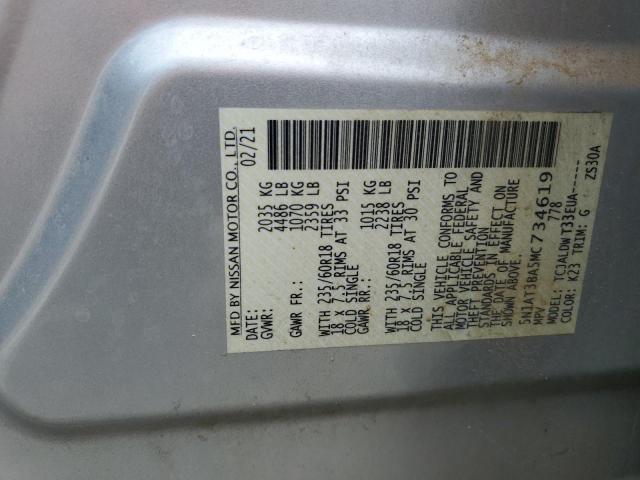 MFD BY NISSAN MOTOR CO., LTD.
DATE: 02/21
GVWR: 2035 KG
4486 LB
GAWR FR.: 1070 KG
2359 LB
WITH 235/60R18 TIRES
18 X 7.5 RIMS AT 33 PSI
COLD SINGLE
GAWR RR.: 1015 KG
2238 LB
WITH 235/60R18 TIRES
18 X 7.5 RIMS AT 30 PSI
COLD SINGLE
THIS VEHICLE CONFORMS TO
ALL APPLICABLE FEDERAL
MOTOR VEHICLE SAFETY AND
THEFT PREVENTION
STANDARDS IN EFFECT ON
THE DATE OF MANUFACTURE
SHOWN ABOVE.
5N1AT3BA5MC734619
MPV 778
MODEL: TCJALDWT33EUA-----
COLOR: K23 TRIM: G ZS30A